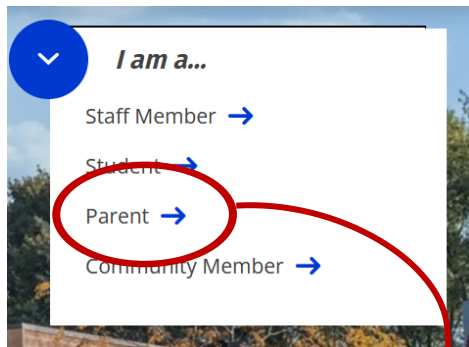 I am a...
Staff Member
Student
Parent
Community Member